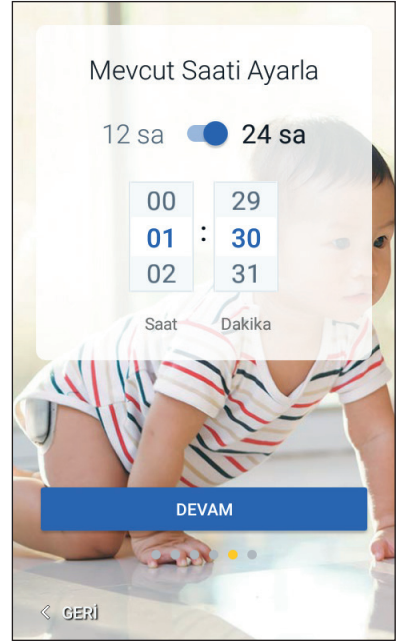 Mevcut Saati Ayarla
12 sa 24 sa
00 29
01 : 30
02 31
Saat Dakika
DEVAM
< GERİ